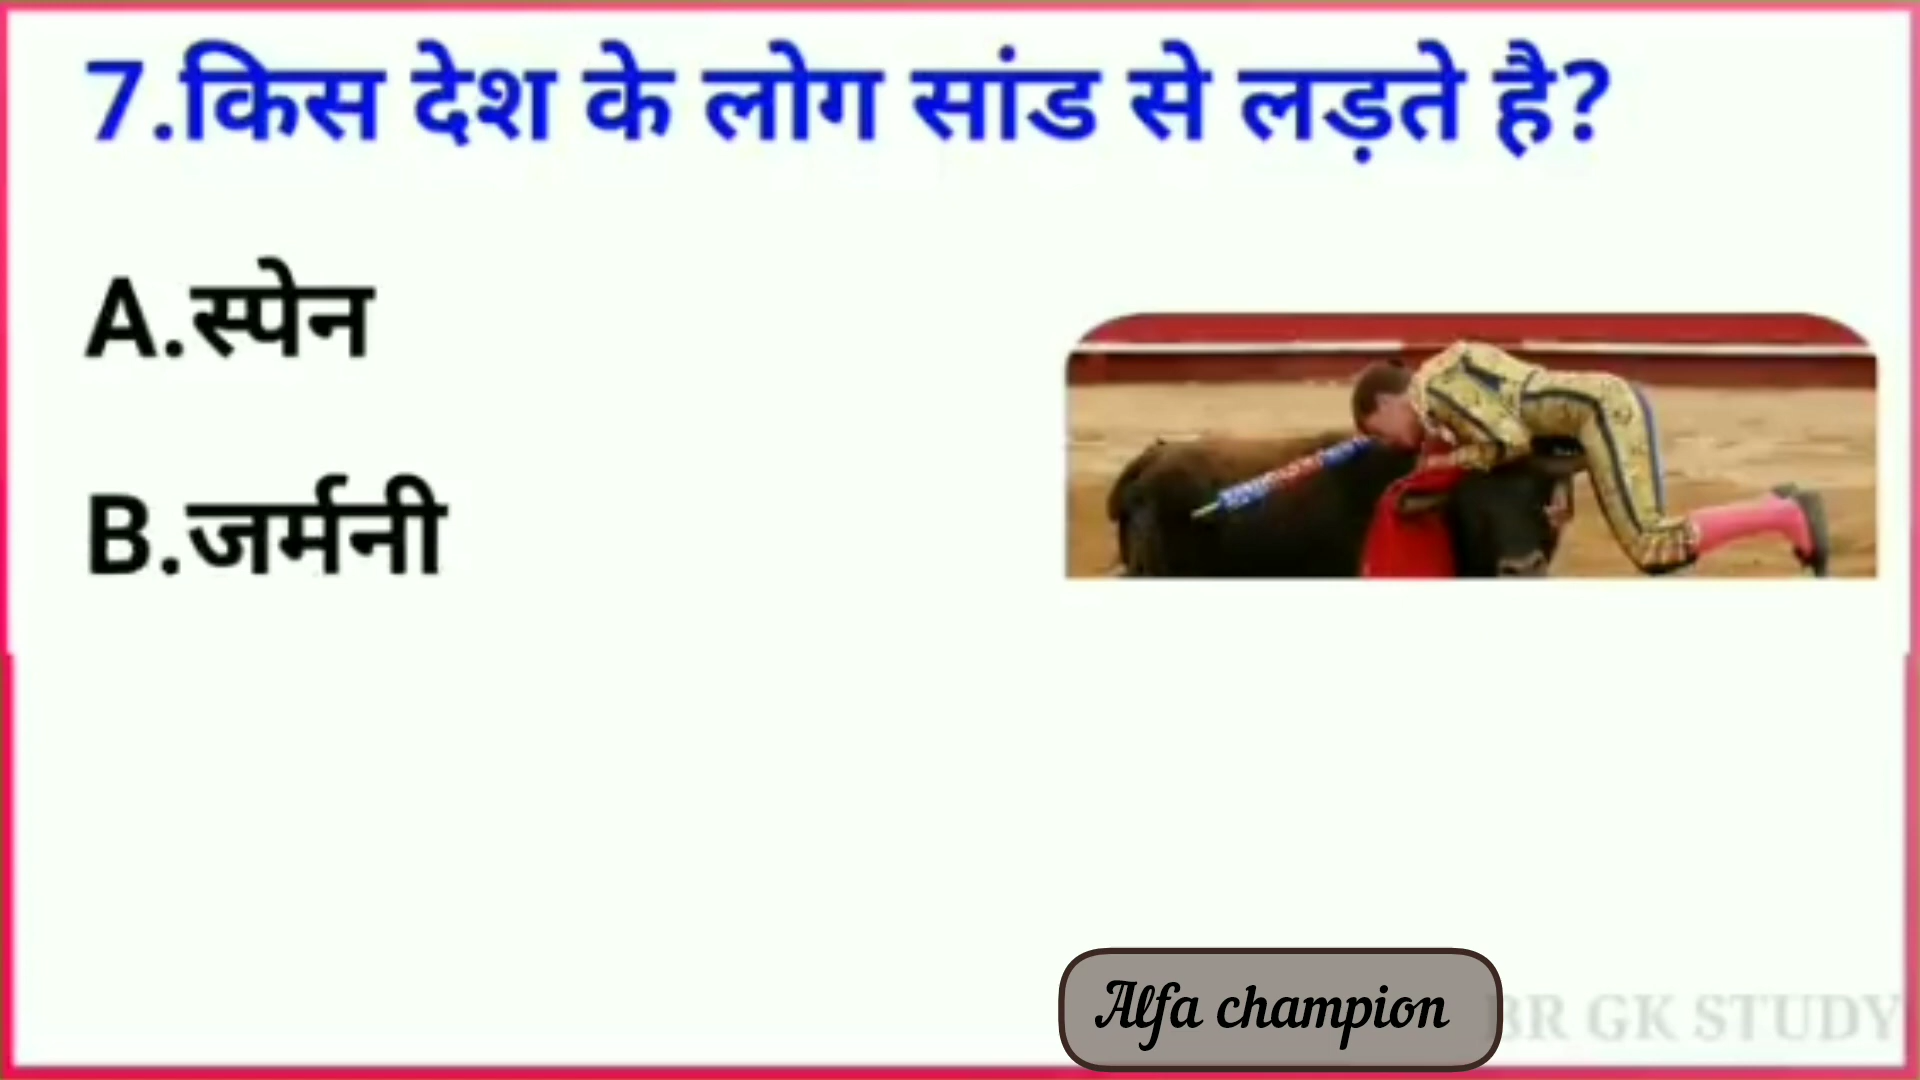 7.किस देश के लोग सांड से लड़ते है?
A.स्पेन
B.जर्मनी
Alfa champion
BR GK STUDY